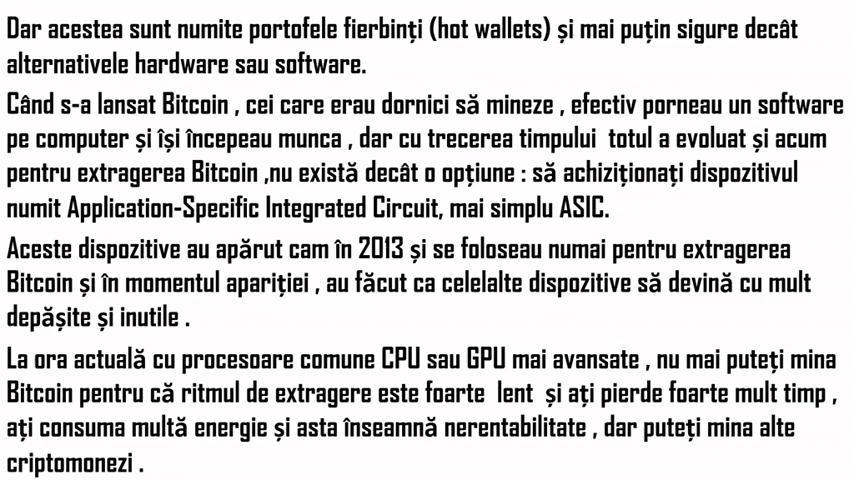 Dar acestea sunt numite portofele fierbinți (hot wallets) și mai puțin sigure decât
alternativele hardware sau software.
Când s-a lansat Bitcoin , cei care erau dornici să mineze , efectiv porneau un software
pe computer și își începeau munca , dar cu trecerea timpului totul a evoluat și acum
pentru extragerea Bitcoin ,nu există decât o opțiune : să achiziționați dispozitivul
numit Application-Specific Integrated Circuit, mai simplu ASIC.
Aceste dispozitive au apărut cam în 2013 și se foloseau numai pentru extragerea
Bitcoin și în momentul apariției , au făcut ca celelalte dispozitive să devină cu mult
depășite și inutile .
La ora actuală cu procesoare comune CPU sau GPU mai avansate , nu mai puteți mina
Bitcoin pentru că ritmul de extragere este foarte lent și ați pierde foarte mult timp ,
ați consuma multă energie și asta înseamnă nerentabilitate , dar puteți mina alte
criptomonezi .